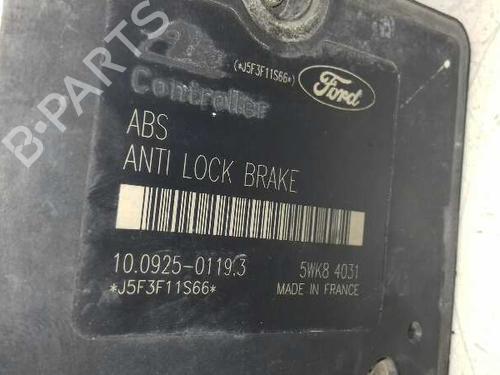 (*J5F3F11S66*)
Ford
Controller
ABS
ANTI LOCK BRAKE
10.0925-0119.3
5WK8 4031
*J5F3F11S66*
MADE IN FRANCE
B-PARTS